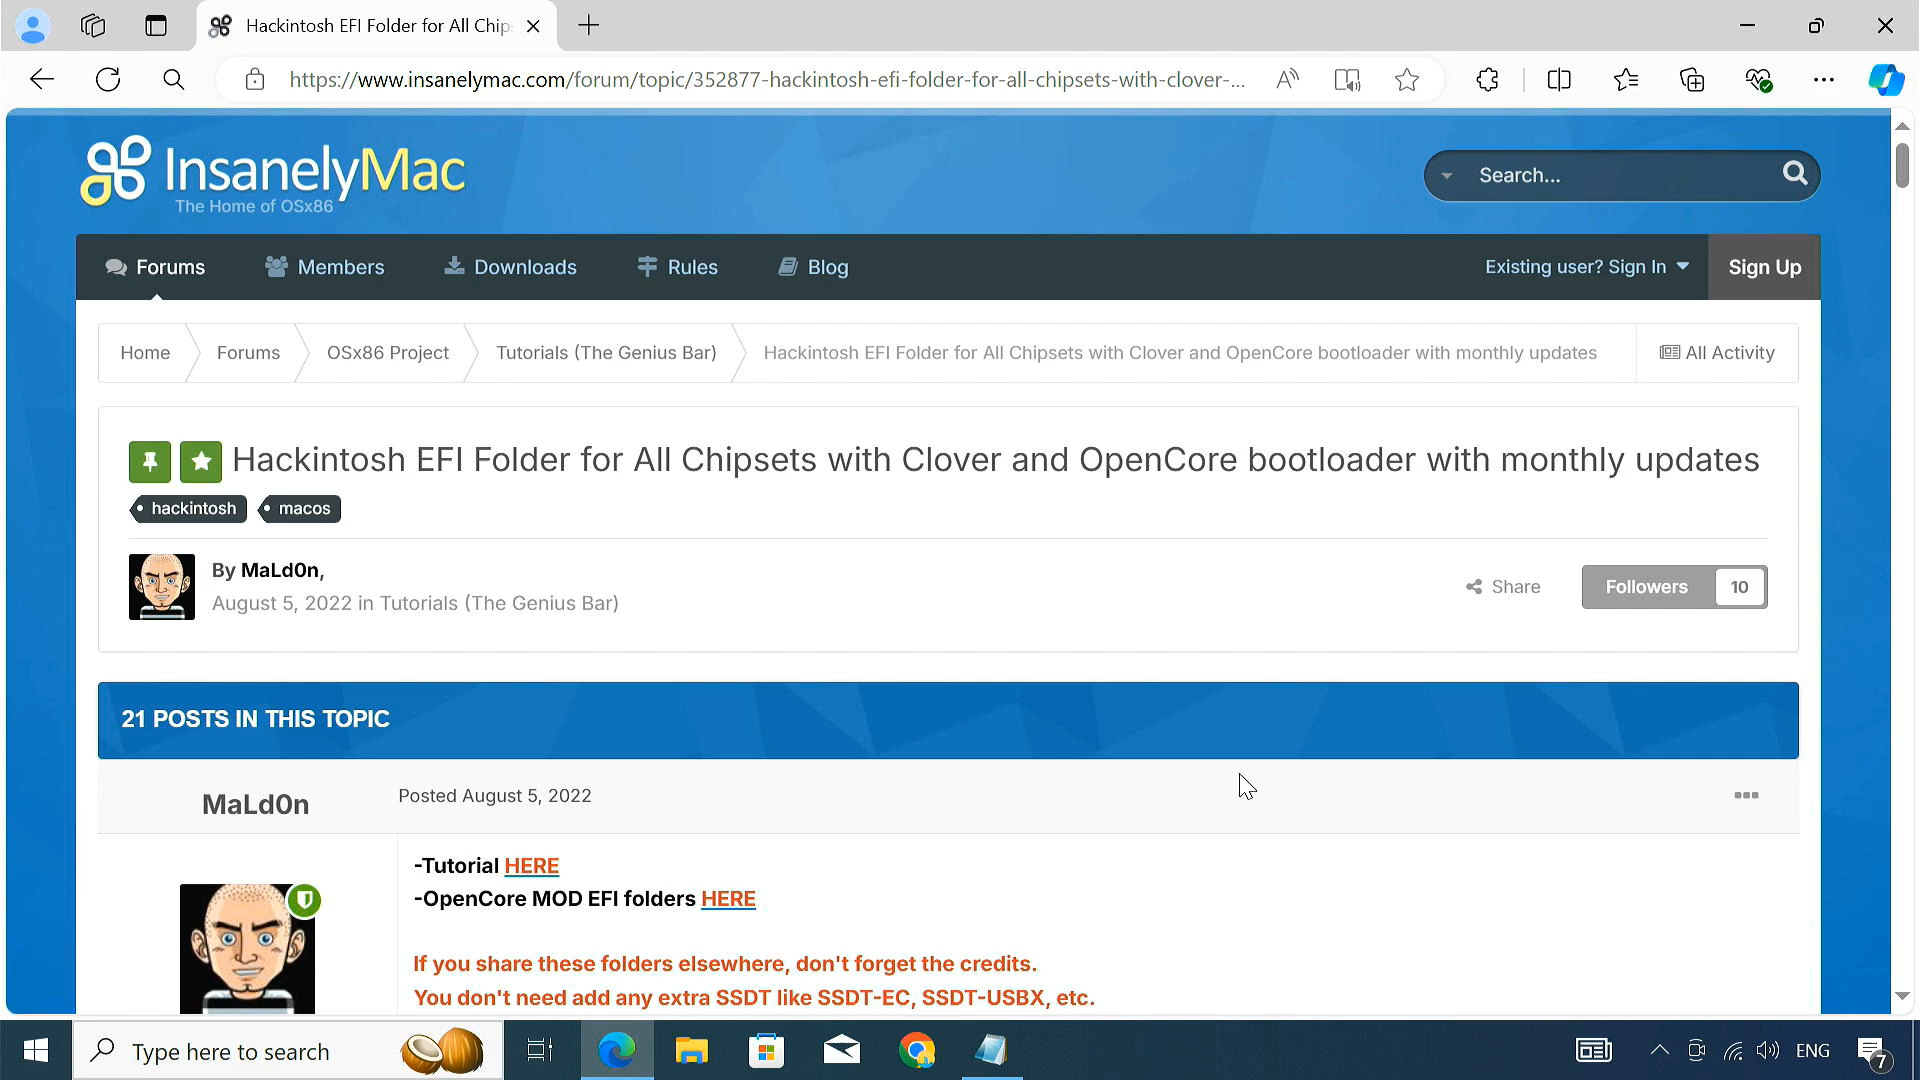 Hackintosh EFI Folder for All Chip
https://www.insanelymac.com/forum/topic/352877-hackintosh-efi-folder-for-all-chipsets-with-clover-...
InsanelyMac
The Home of OSx86
Search...
Forums
Members
Downloads
Rules
Blog
Existing user? Sign In
Sign Up
Home
Forums
OSx86 Project
Tutorials (The Genius Bar)
Hackintosh EFI Folder for All Chipsets with Clover and OpenCore bootloader with monthly updates
All Activity
Hackintosh EFI Folder for All Chipsets with Clover and OpenCore bootloader with monthly updates
hackintosh
macos
By MaLd0n,
August 5, 2022 in Tutorials (The Genius Bar)
Share
Followers 10
21 POSTS IN THIS TOPIC
MaLd0n
Posted August 5, 2022
-Tutorial HERE
-OpenCore MOD EFI folders HERE
If you share these folders elsewhere, don't forget the credits.
You don't need add any extra SSDT like SSDT-EC, SSDT-USBX, etc.
Type here to search
ENG
7